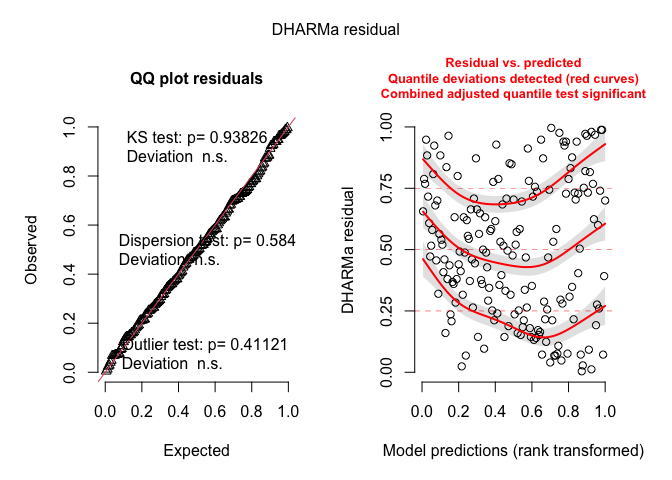 DHARMa residual
QQ plot residuals
KS test: p= 0.93826
Deviation n.s.
Dispersion test: p= 0.584
Deviation n.s.
Outlier test: p= 0.41121
Deviation n.s.
Observed
0.0 0.2 0.4 0.6 0.8 1.0
0.0 0.2 0.4 0.6 0.8 1.0
Expected
Residual vs. predicted
Quantile deviations detected (red curves)
Combined adjusted quantile test significant
DHARMa residual
0.00 0.25 0.50 0.75 1.00
0.0 0.2 0.4 0.6 0.8 1.0
Model predictions (rank transformed)